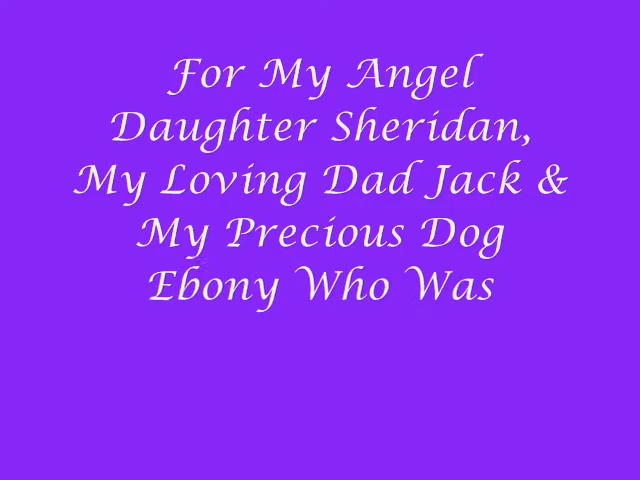 For My Angel
Daughter Sheridan,
My Loving Dad Jack &
My Precious Dog
Ebony Who Was